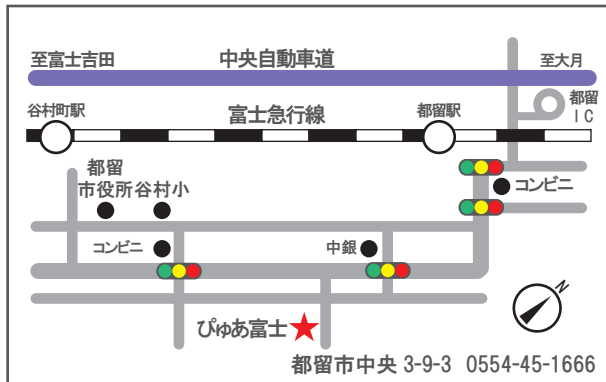 至富士吉田 中央自動車道 至大月
都留
IC
谷村町駅 富士急行線 都留駅
都留
市役所 谷村小
コンビニ
コンビニ 中銀
ぴゅあ富士
N
都留市中央 3-9-3 0554-45-1666